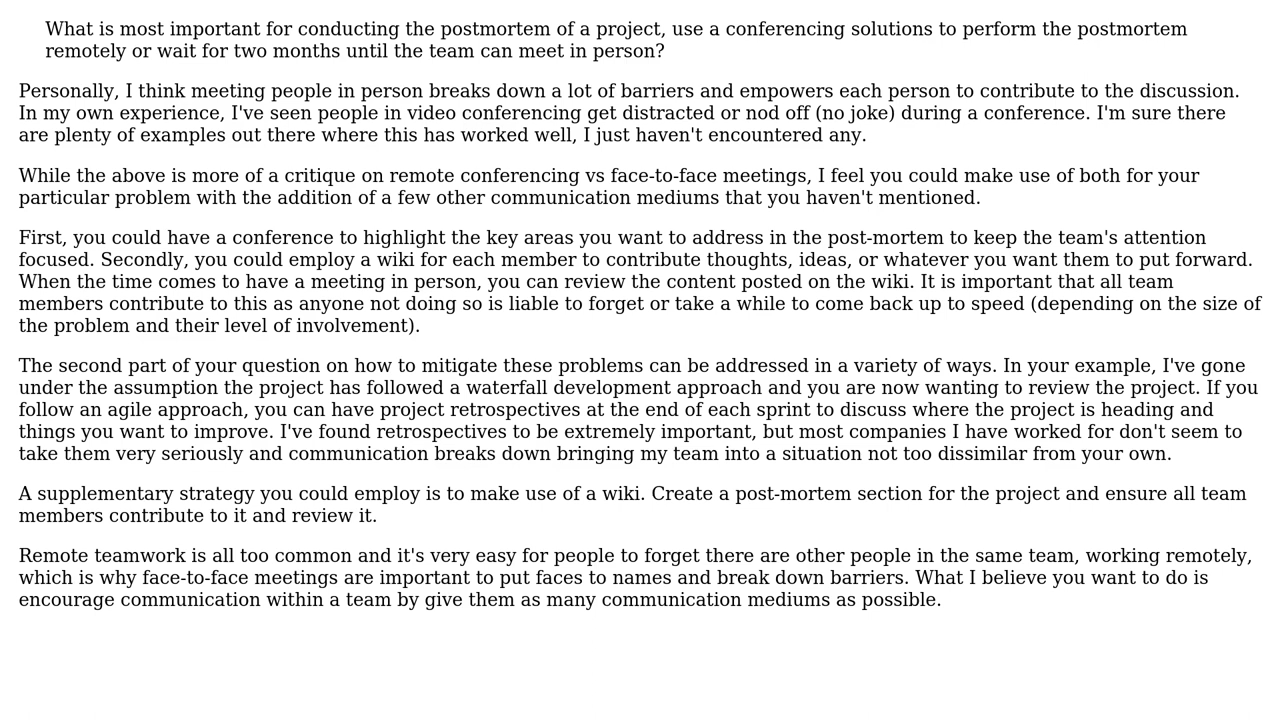 What is most important for conducting the postmortem of a project, use a conferencing solutions to perform the postmortem
remotely or wait for two months until the team can meet in person?
Personally, I think meeting people in person breaks down a lot of barriers and empowers each person to contribute to the discussion.
In my own experience, I've seen people in video conferencing get distracted or nod off (no joke) during a conference. I'm sure there
are plenty of examples out there where this has worked well, I just haven't encountered any.
While the above is more of a critique on remote conferencing vs face-to-face meetings, I feel you could make use of both for your
particular problem with the addition of a few other communication mediums that you haven't mentioned.
First, you could have a conference to highlight the key areas you want to address in the post-mortem to keep the team's attention
focused. Secondly, you could employ a wiki for each member to contribute thoughts, ideas, or whatever you want them to put forward.
When the time comes to have a meeting in person, you can review the content posted on the wiki. It is important that all team
members contribute to this as anyone not doing so is liable to forget or take a while to come back up to speed (depending on the size of
the problem and their level of involvement).
The second part of your question on how to mitigate these problems can be addressed in a variety of ways. In your example, I've gone
under the assumption the project has followed a waterfall development approach and you are now wanting to review the project. If you
follow an agile approach, you can have project retrospectives at the end of each sprint to discuss where the project is heading and
things you want to improve. I've found retrospectives to be extremely important, but most companies I have worked for don't seem to
take them very seriously and communication breaks down bringing my team into a situation not too dissimilar from your own.
A supplementary strategy you could employ is to make use of a wiki. Create a post-mortem section for the project and ensure all team
members contribute to it and review it.
Remote teamwork is all too common and it's very easy for people to forget there are other people in the same team, working remotely,
which is why face-to-face meetings are important to put faces to names and break down barriers. What I believe you want to do is
encourage communication within a team by give them as many communication mediums as possible.